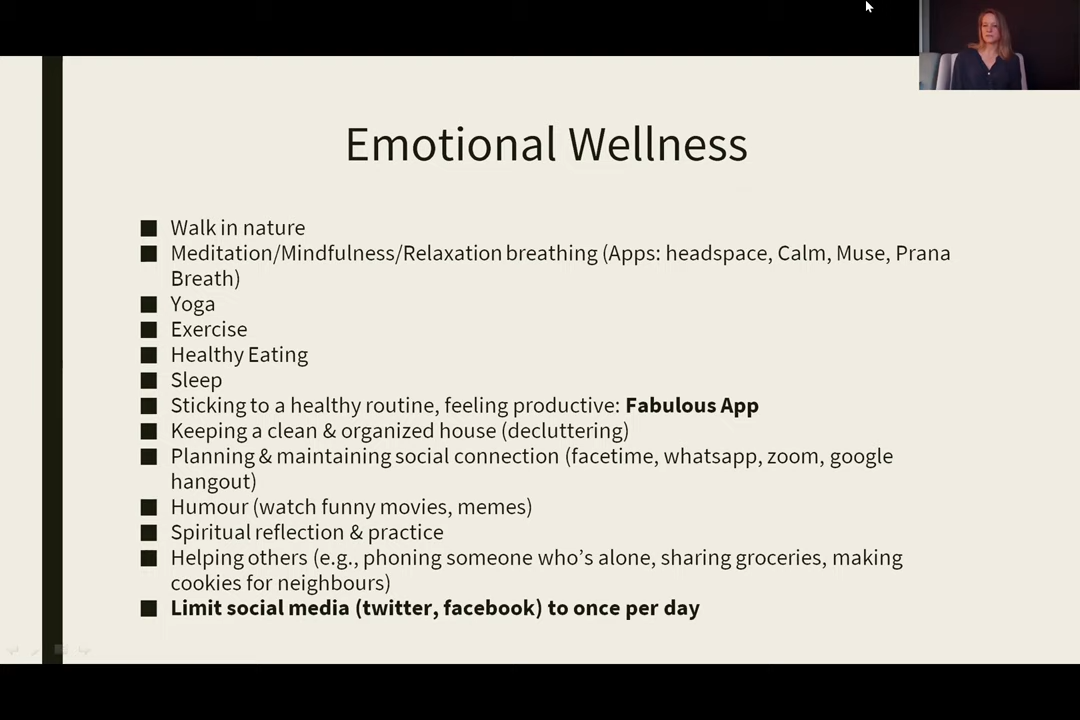 Emotional Wellness
Walk in nature
Meditation/Mindfulness/Relaxation breathing (Apps: headspace, Calm, Muse, Prana
Breath)
Yoga
Exercise
Healthy Eating
Sleep
Sticking to a healthy routine, feeling productive: Fabulous App
Keeping a clean & organized house (decluttering)
Planning & maintaining social connection (facetime, whatsapp, zoom, google
hangout)
Humour (watch funny movies, memes)
Spiritual reflection & practice
Helping others (e.g., phoning someone who’s alone, sharing groceries, making
cookies for neighbours)
Limit social media (twitter, facebook) to once per day